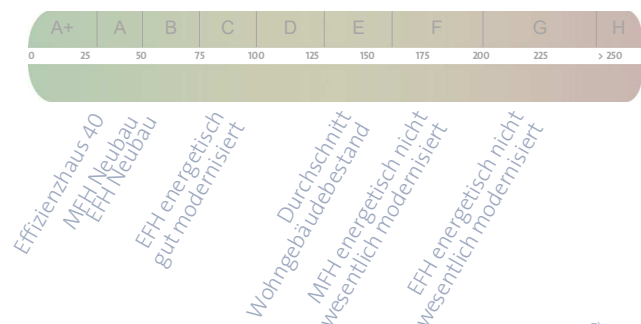 A+ A B C D E F G H
0 25 50 75 100 125 150 175 200 225 > 250
Effizienzhaus 40
MFH Neubau
EFH Neubau
EFH energetisch
gut modernisiert
Durchschnitt
Wohngebäudebestand
MFH energetisch nicht
wesentlich modernisiert
EFH energetisch nicht
wesentlich modernisiert